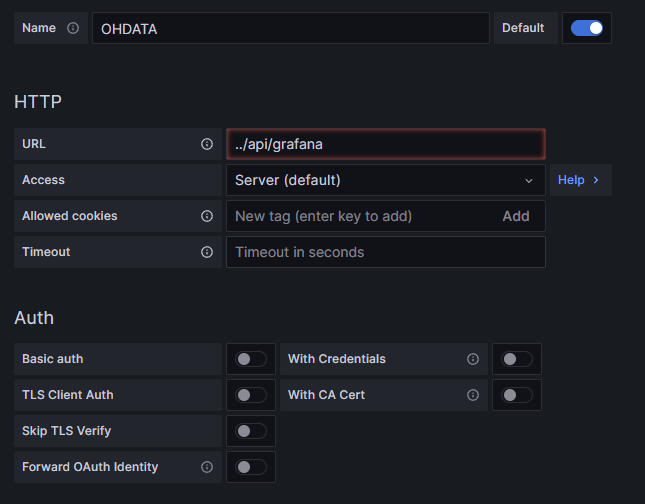 Name OHDATA Default
HTTP
URL ../api/grafana
Access Server (default) Help
Allowed cookies New tag (enter key to add) Add
Timeout Timeout in seconds
Auth
Basic auth With Credentials
TLS Client Auth With CA Cert
Skip TLS Verify
Forward OAuth Identity